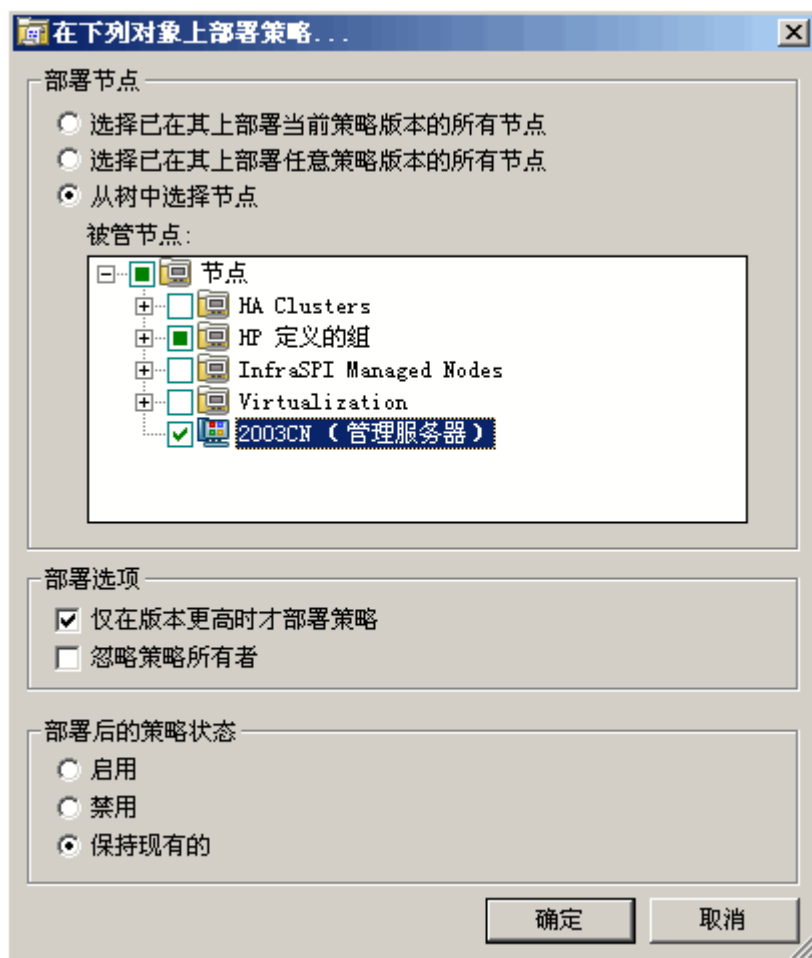 在下列对象上部署策略...
部署节点
选择已在其上部署当前策略版本的所有节点
选择已在其上部署任意策略版本的所有节点
从树中选择节点
被管节点:
节点
HA Clusters
HP 定义的组
InfraSPI Managed Nodes
Virtualization
2003CN （管理服务器）
部署选项
仅在版本更高时才部署策略
忽略策略所有者
部署后的策略状态
启用
禁用
保持现有的
确定 取消